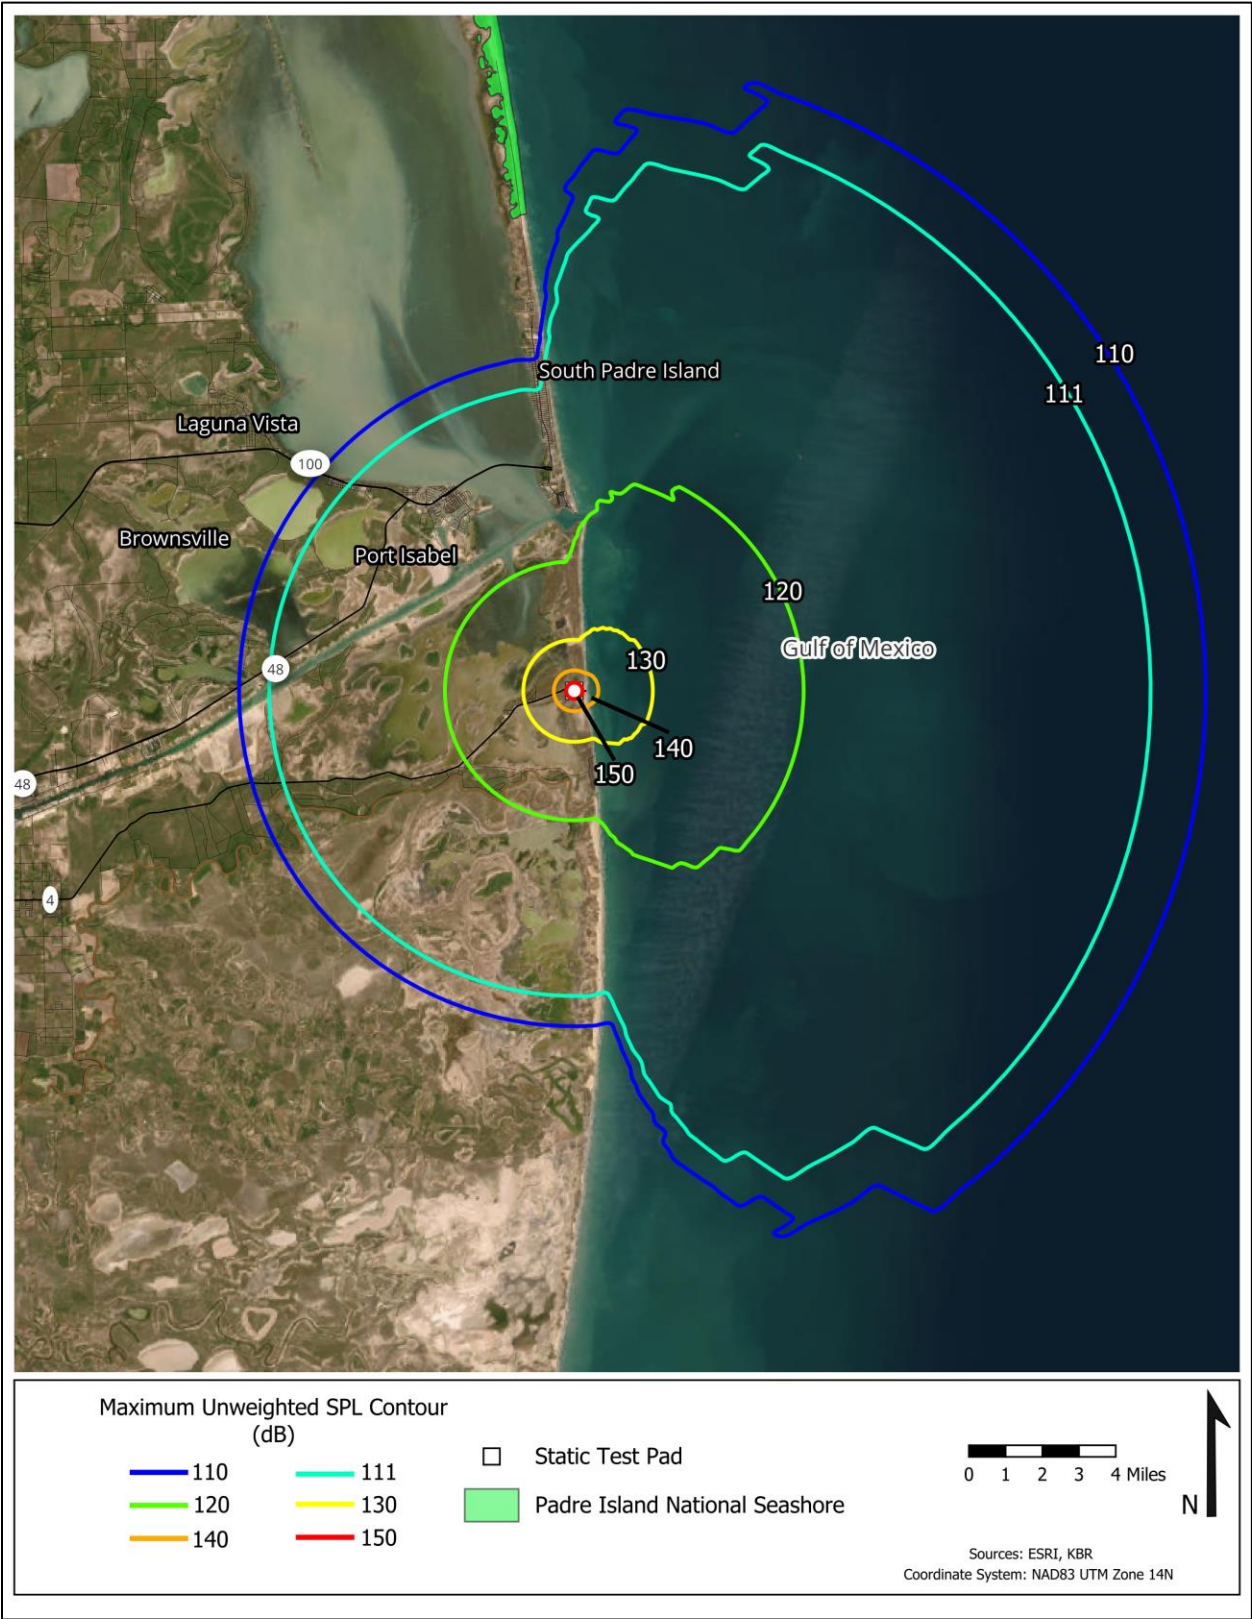 110
111
South Padre Island
Laguna Vista
100
Brownsville
Port Isabel
120
Gulf of Mexico
130
48
140
150
48
4
Maximum Unweighted SPL Contour
(dB)
110
111
120
130
140
150
Static Test Pad
Padre Island National Seashore
0 1 2 3 4 Miles
N
Sources: ESRI, KBR
Coordinate System: NAD83 UTM Zone 14N